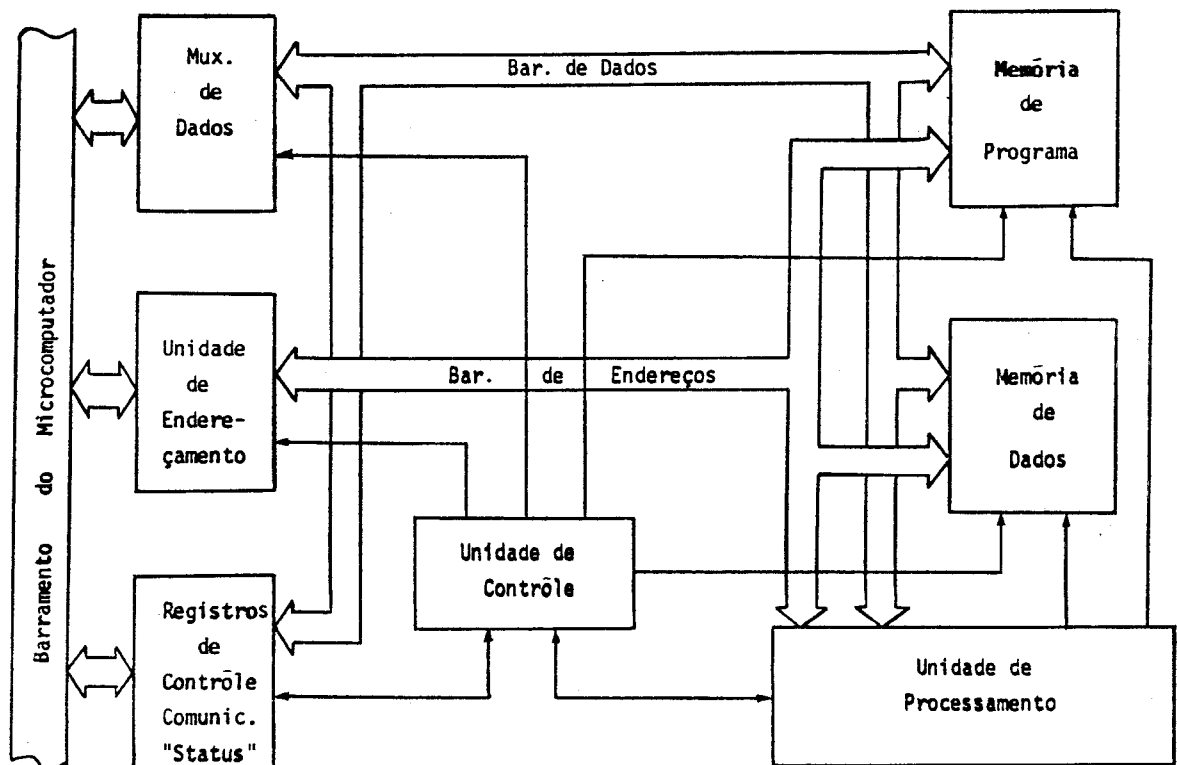 Barramento do Microcomputador
Mux.
de
Dados
Bar. de Dados
Memória
de
Programa
Unidade
de
Endere-
çamento
Bar. de Endereços
Memória
de
Dados
Unidade de
Contrôle
Registros
de
Contrôle
Comunic.
"Status"
Unidade de
Processamento